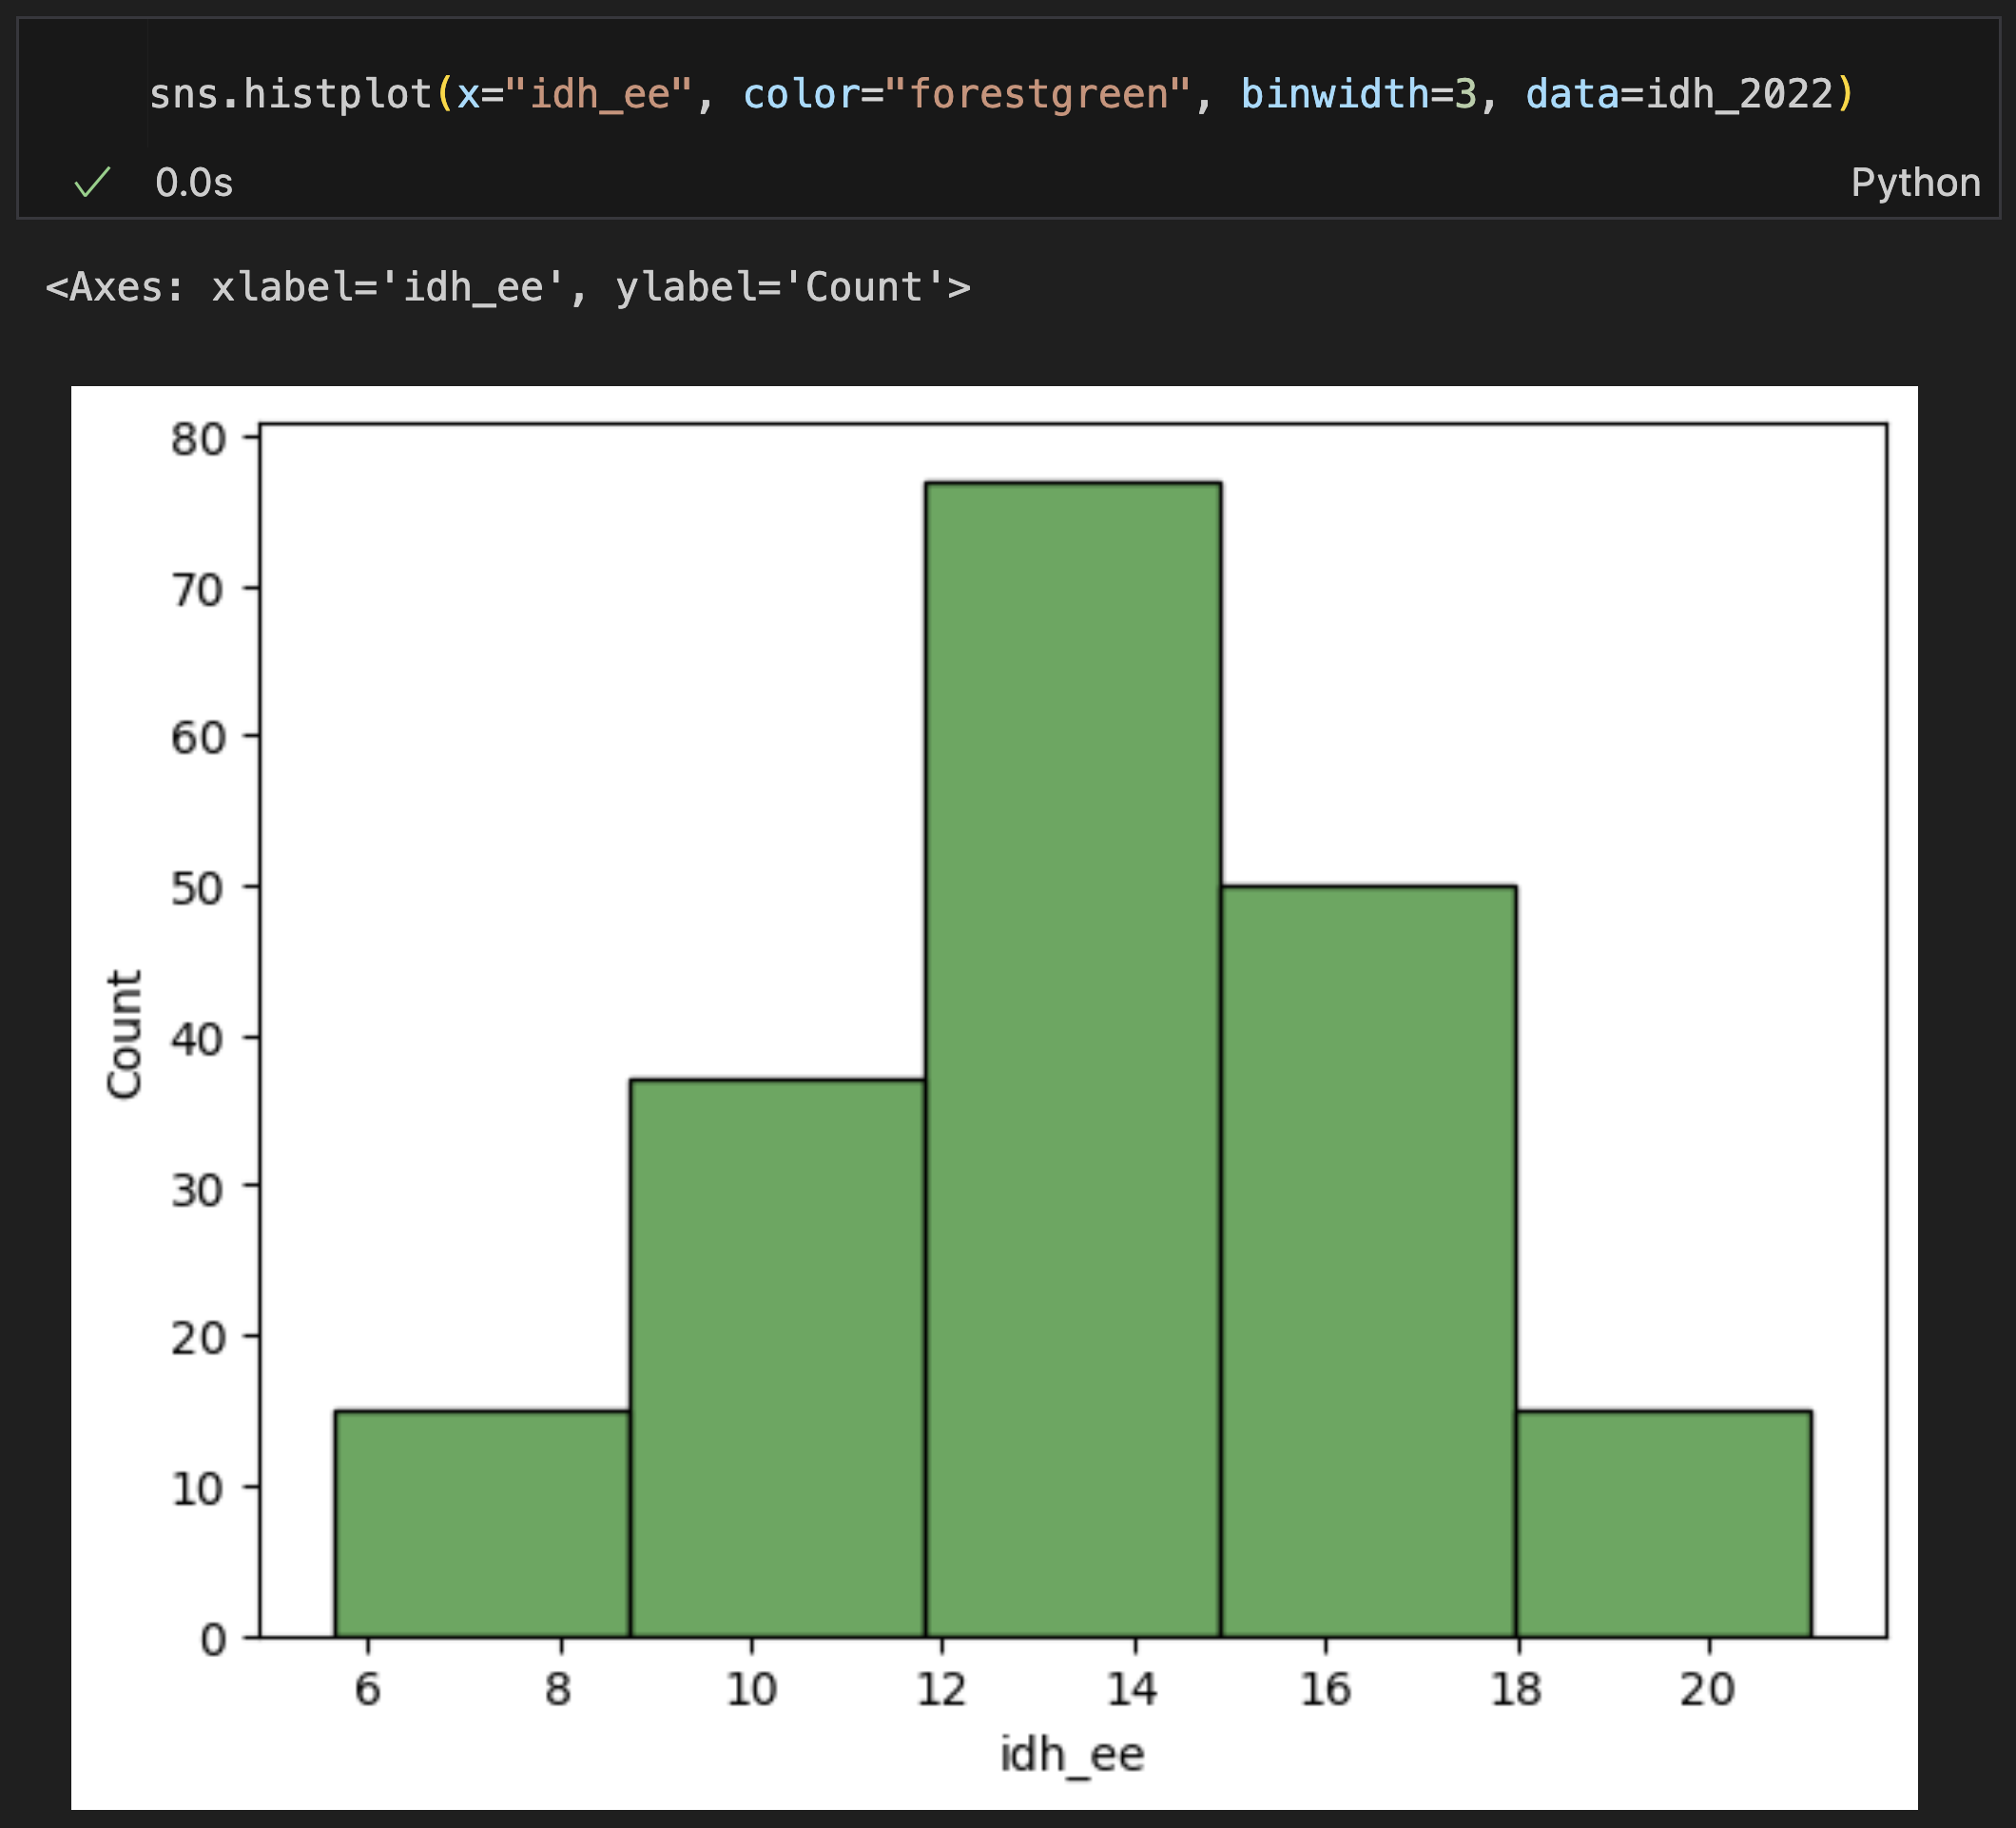 sns.histplot(x="idh_ee", color="forestgreen", binwidth=3, data=idh_2022)
0.0s
Python
<Axes: xlabel='idh_ee', ylabel='Count'>
80
70
60
50
40
30
20
10
0
Count
6 8 10 12 14 16 18 20
idh_ee